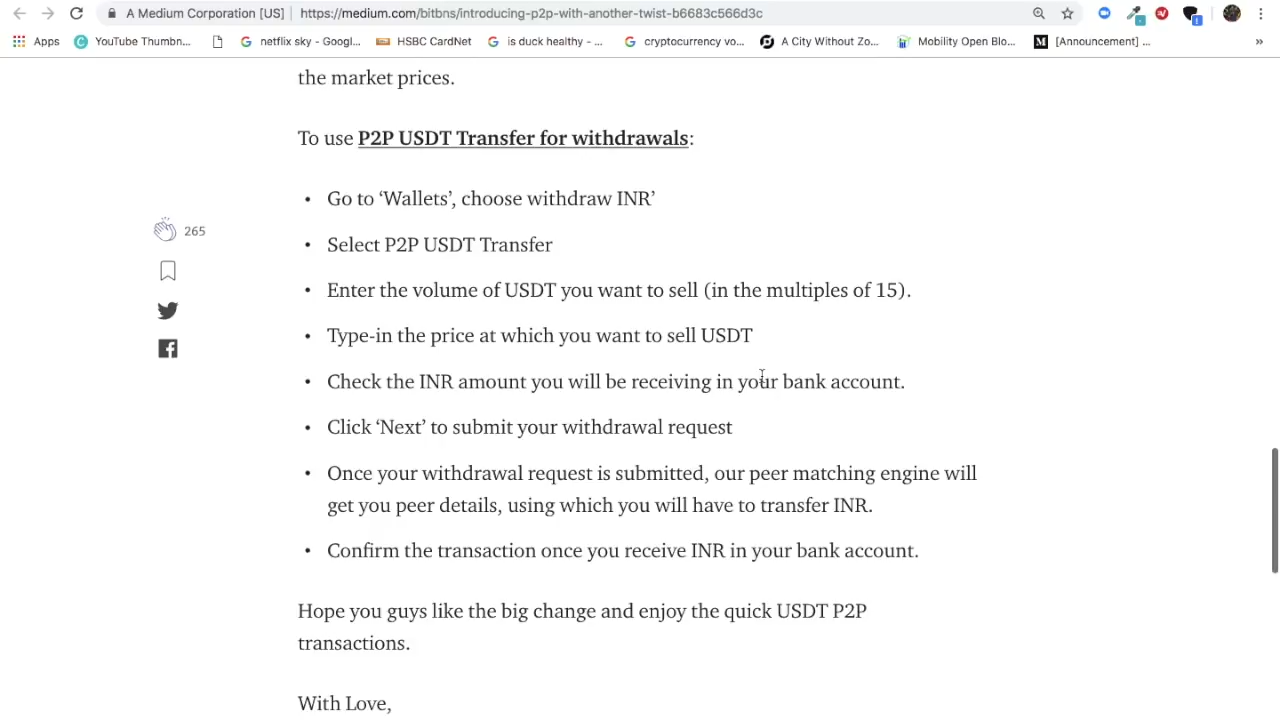 A Medium Corporation [US] | https://medium.com/bitbns/introducing-p2p-with-another-twist-b6683c566d3c
Apps YouTube Thumbn... netflix sky - Googl... HSBC CardNet is duck healthy - ... cryptocurrency vo... A City Without Zo... Mobility Open Blo... [Announcement] ... »
the market prices.
To use P2P USDT Transfer for withdrawals:
• Go to ‘Wallets’, choose withdraw INR’
• Select P2P USDT Transfer
265
• Enter the volume of USDT you want to sell (in the multiples of 15).
• Type-in the price at which you want to sell USDT
• Check the INR amount you will be receiving in your bank account.
• Click ‘Next’ to submit your withdrawal request
• Once your withdrawal request is submitted, our peer matching engine will
get you peer details, using which you will have to transfer INR.
• Confirm the transaction once you receive INR in your bank account.
Hope you guys like the big change and enjoy the quick USDT P2P
transactions.
With Love,